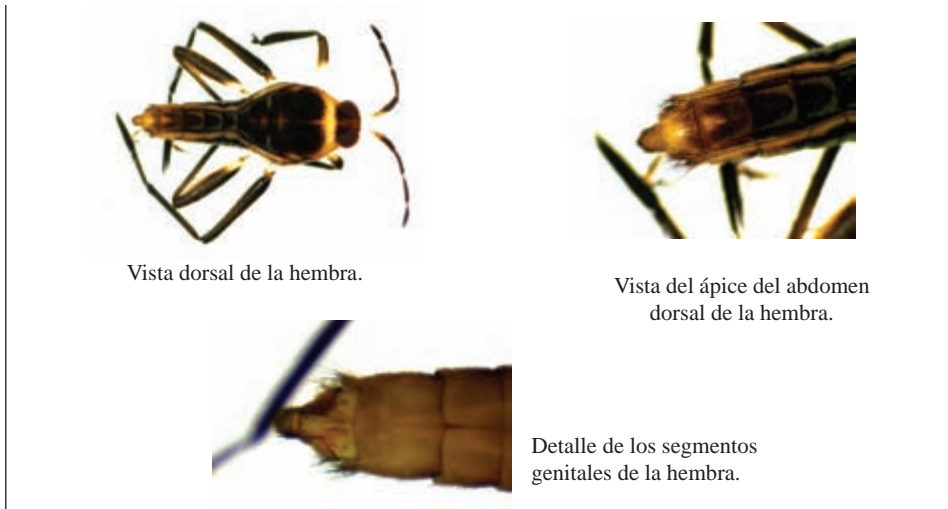 Vista dorsal de la hembra.
Vista del ápice del abdomen
dorsal de la hembra.
Detalle de los segmentos
genitales de la hembra.